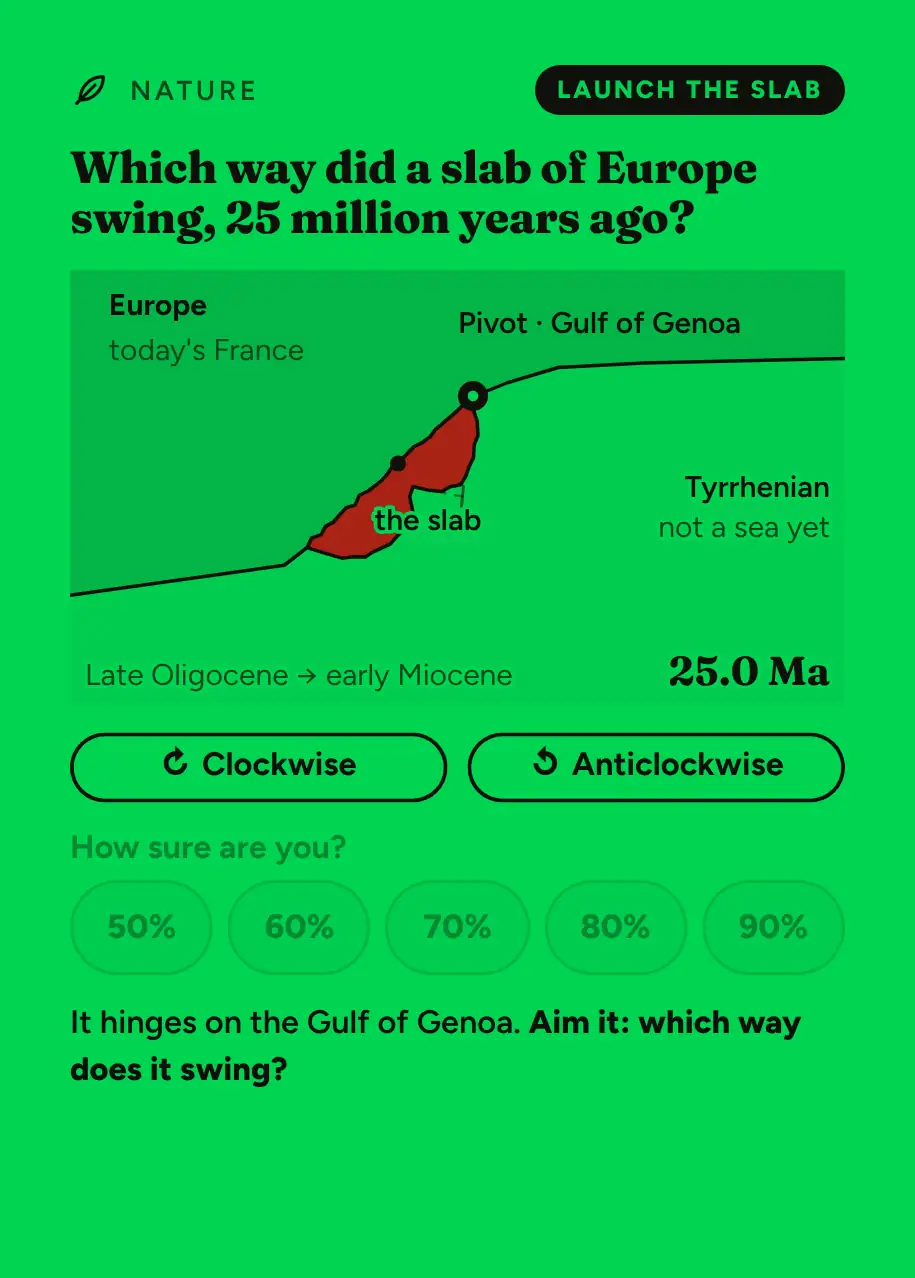 NATURE
LAUNCH THE SLAB
Which way did a slab of Europe
swing, 25 million years ago?
Europe
today's France
Pivot · Gulf of Genoa
Tyrrhenian
not a sea yet
the slab
Late Oligocene → early Miocene
25.0 Ma
↻ Clockwise
↺ Anticlockwise
How sure are you?
50%
60%
70%
80%
90%
It hinges on the Gulf of Genoa. Aim it: which way
does it swing?